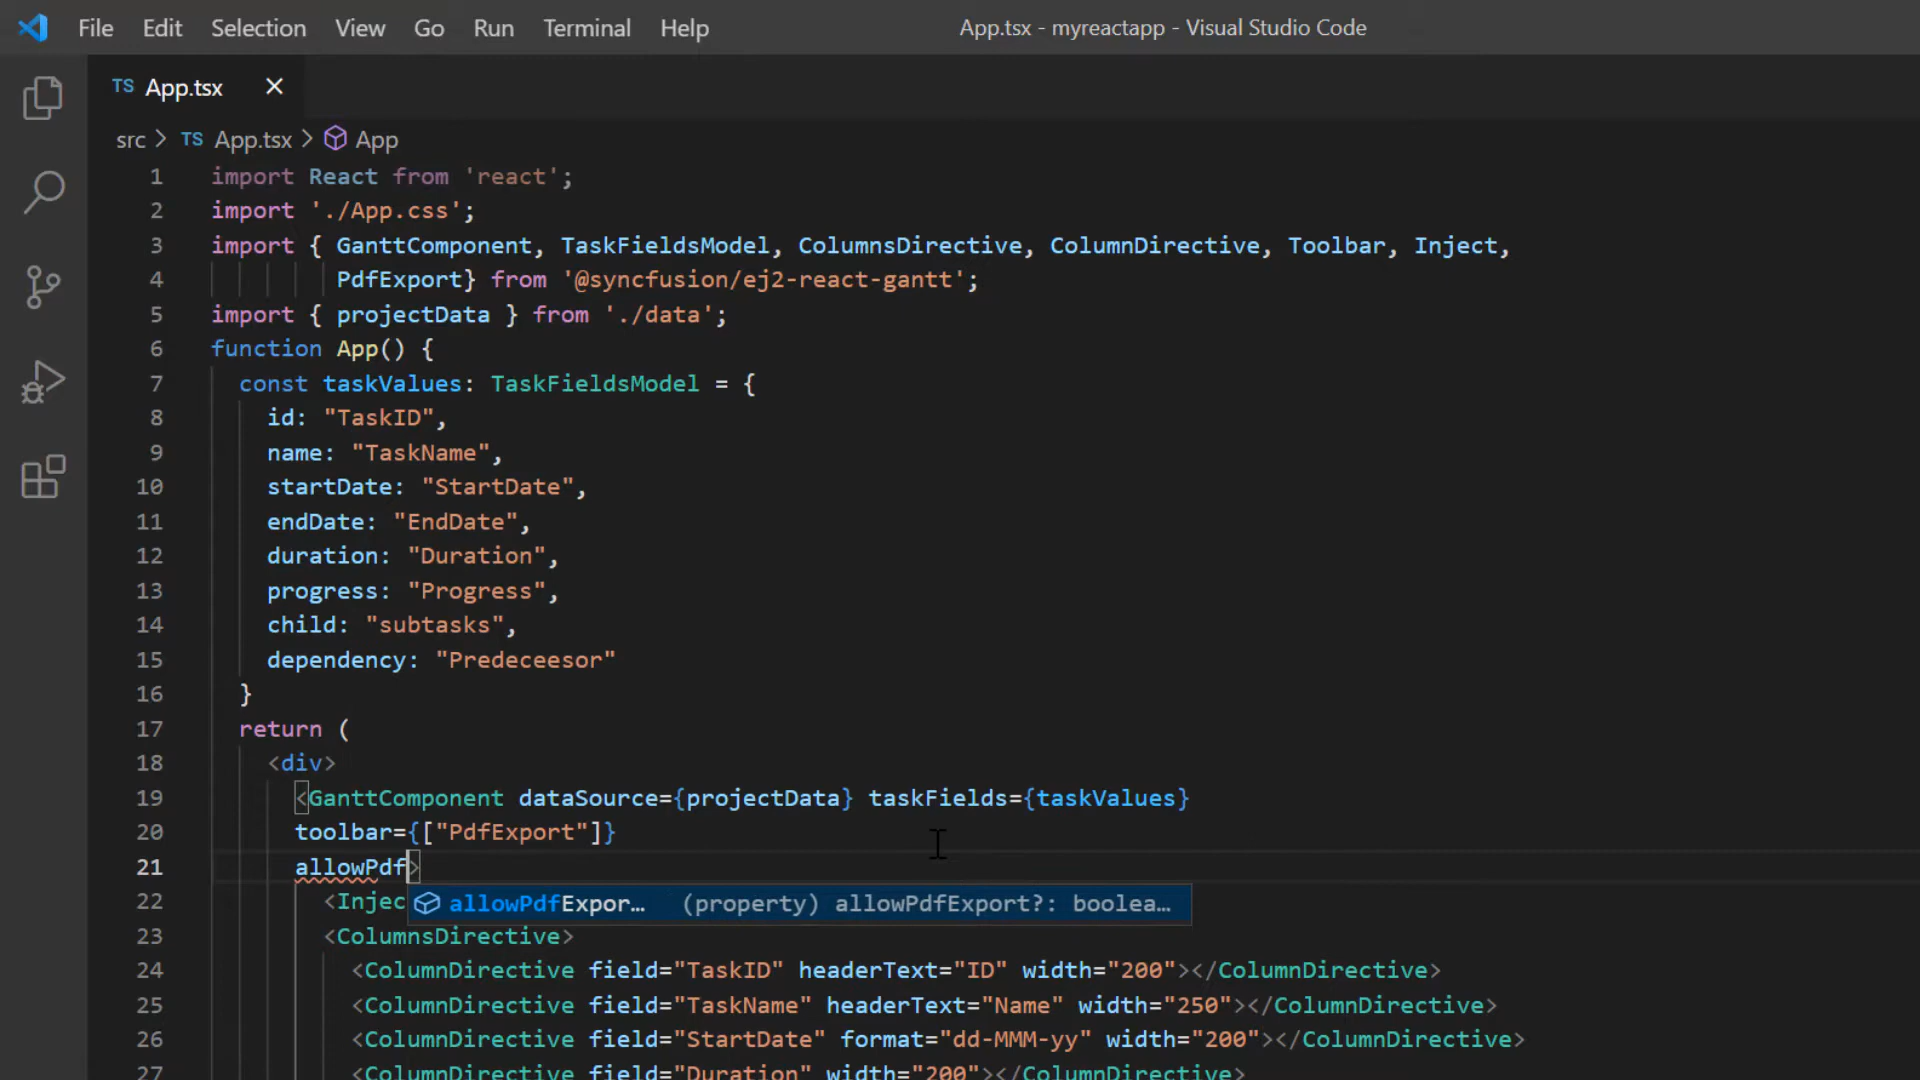 File Edit Selection View Go Run Terminal Help App.tsx - myreactapp - Visual Studio Code
TS App.tsx ×
src > TS App.tsx > App
1 import React from 'react';
2 import './App.css';
3 import { GanttComponent, TaskFieldsModel, ColumnsDirective, ColumnDirective, Toolbar, Inject,
4 PdfExport} from '@syncfusion/ej2-react-gantt';
5 import { projectData } from './data';
6 function App() {
7 const taskValues: TaskFieldsModel = {
8 id: "TaskID",
9 name: "TaskName",
10 startDate: "StartDate",
11 endDate: "EndDate",
12 duration: "Duration",
13 progress: "Progress",
14 child: "subtasks",
15 dependency: "Predeceesor"
16 }
17 return (
18 <div>
19 <GanttComponent dataSource={projectData} taskFields={taskValues}
20 toolbar={["PdfExport"]}
21 allowPdf>
22 <Injec allowPdfExpor... (property) allowPdfExport?: boolea...
23 <ColumnsDirective>
24 <ColumnDirective field="TaskID" headerText="ID" width="200"></ColumnDirective>
25 <ColumnDirective field="TaskName" headerText="Name" width="250"></ColumnDirective>
26 <ColumnDirective field="StartDate" format="dd-MMM-yy" width="200"></ColumnDirective>
27 <ColumnDirective field="Duration" width="200"></ColumnDirective>